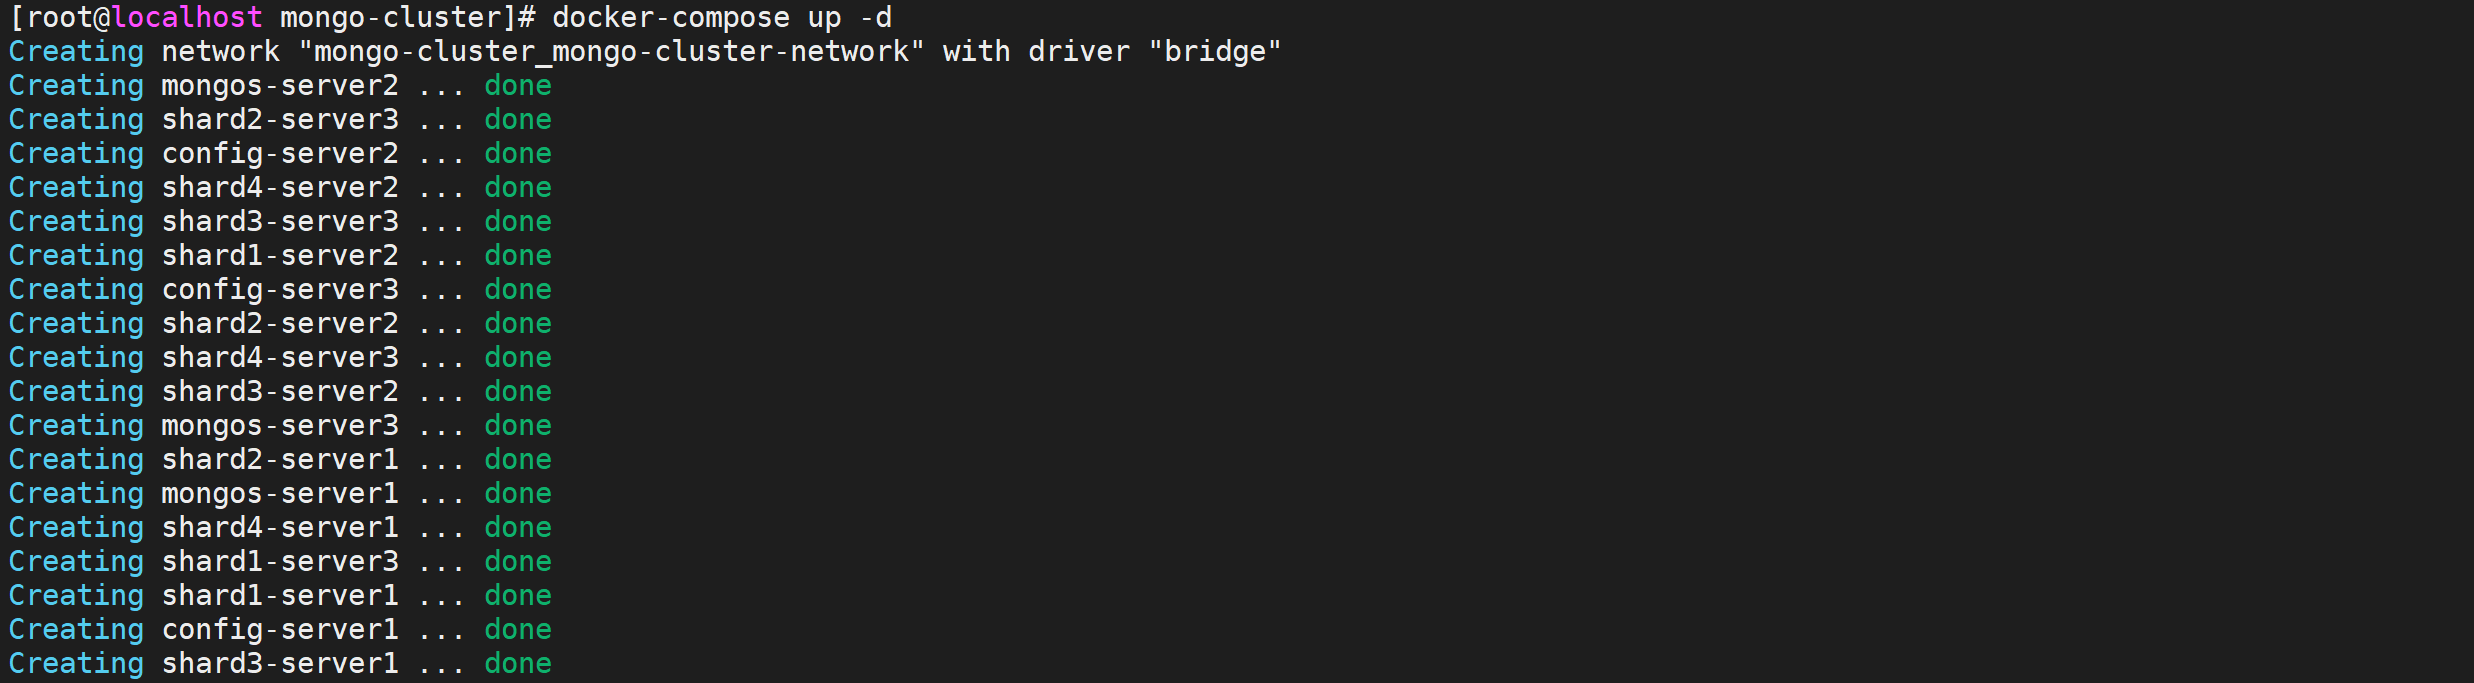 [root@localhost mongo-cluster]# docker-compose up -d
Creating network "mongo-cluster_mongo-cluster-network" with driver "bridge"
Creating mongos-server2 ... done
Creating shard2-server3 ... done
Creating config-server2 ... done
Creating shard4-server2 ... done
Creating shard3-server3 ... done
Creating shard1-server2 ... done
Creating config-server3 ... done
Creating shard2-server2 ... done
Creating shard4-server3 ... done
Creating shard3-server2 ... done
Creating mongos-server3 ... done
Creating shard2-server1 ... done
Creating mongos-server1 ... done
Creating shard4-server1 ... done
Creating shard1-server3 ... done
Creating shard1-server1 ... done
Creating config-server1 ... done
Creating shard3-server1 ... done